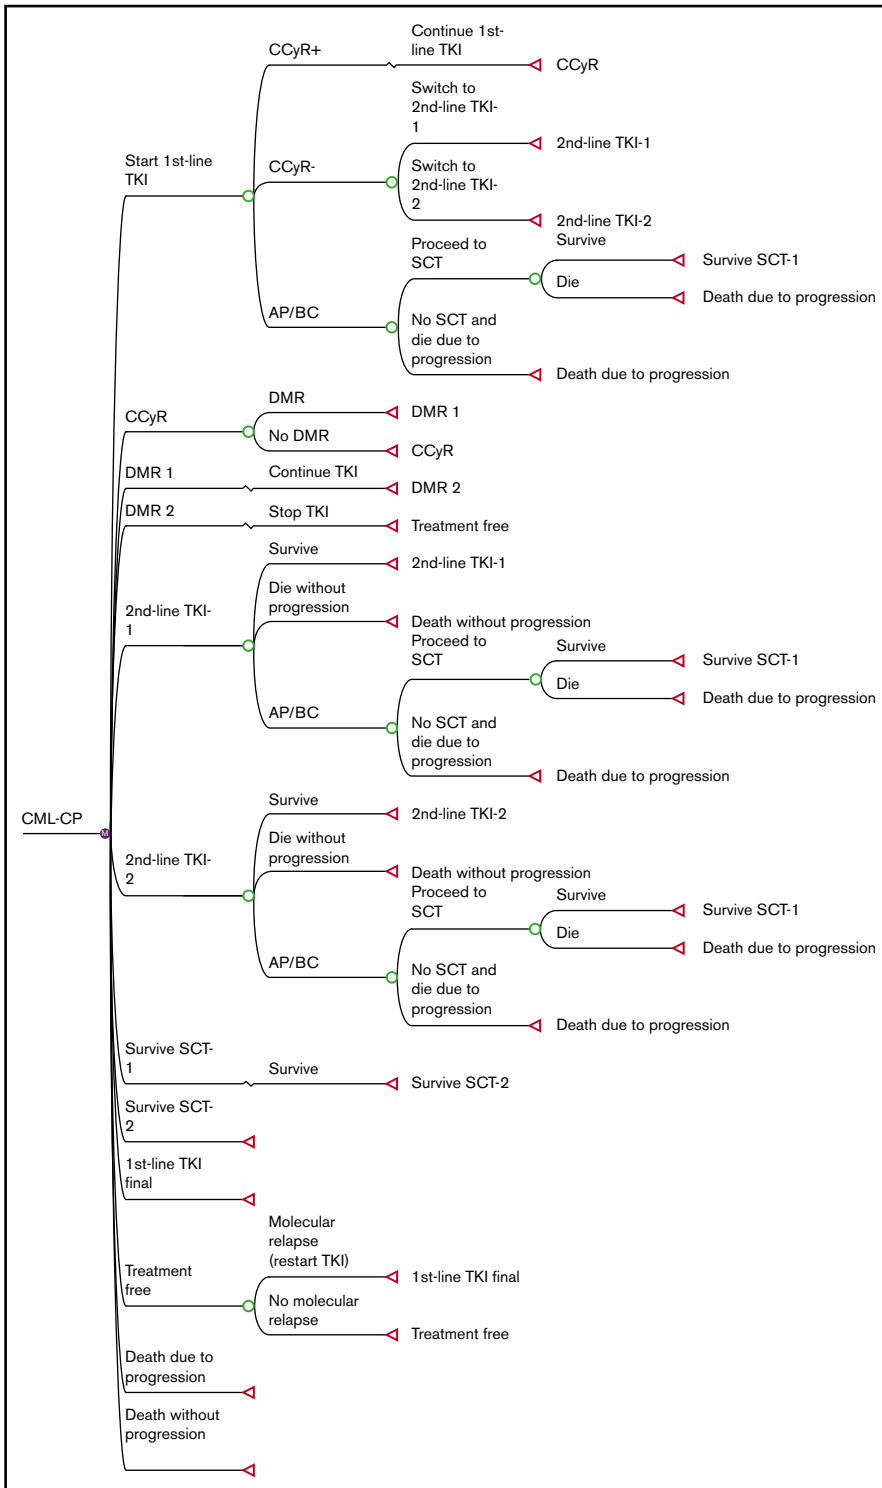 CCyR+
Continue 1st-
line TKI
CCyR
Switch to
2nd-line TKI-
1
2nd-line TKI-1
Start 1st-line
TKI
CCyR-
Switch to
2nd-line TKI-
2
2nd-line TKI-2
Proceed to
SCT
Survive
Survive SCT-1
Die
Death due to progression
AP/BC
No SCT and
die due to
progression
Death due to progression
CCyR
DMR
DMR 1
No DMR
CCyR
DMR 1
Continue TKI
DMR 2
DMR 2
Stop TKI
Treatment free
2nd-line TKI-
1
Survive
2nd-line TKI-1
Die without
progression
Death without progression
AP/BC
Proceed to
SCT
Survive
Survive SCT-1
Die
Death due to progression
No SCT and
die due to
progression
Death due to progression
CML-CP
M
2nd-line TKI-
2
Survive
2nd-line TKI-2
Die without
progression
Death without progression
AP/BC
Proceed to
SCT
Survive
Survive SCT-1
Die
Death due to progression
No SCT and
die due to
progression
Death due to progression
Survive SCT-
1
Survive
Survive SCT-2
Survive SCT-
2
1st-line TKI
final
Treatment
free
Molecular
relapse
(restart TKI)
1st-line TKI final
No molecular
relapse
Treatment free
Death due to
progression
Death without
progression